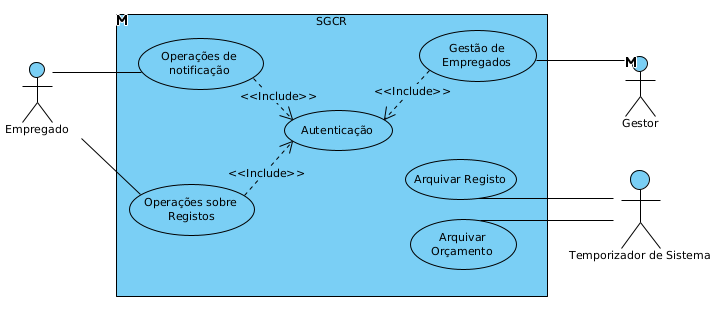 M
SGCR
Operações de
notificação
Gestão de
Empregados
M
<<Include>>
<<Include>>
Empregado
Autenticação
Gestor
<<Include>>
Arquivar Registo
Operações sobre
Registos
Arquivar
Orçamento
Temporizador de Sistema